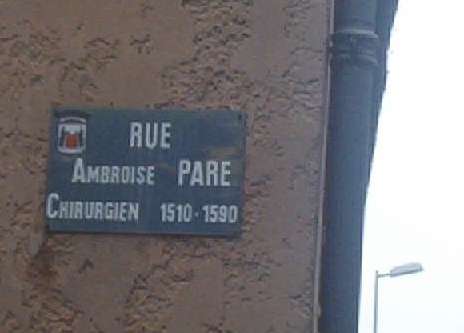 RUE
AMBROISE PARE
CHIRURGIEN 1510-1590